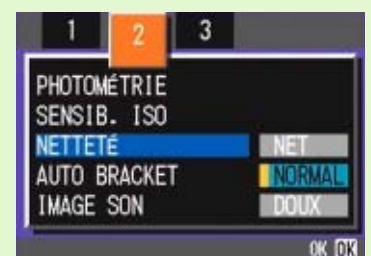 1 2 3
PHOTOMÉTRIE
SENSIB. ISO
NETTETÉ NET
AUTO BRACKET NORMAL
IMAGE SON DOUX
OK OK